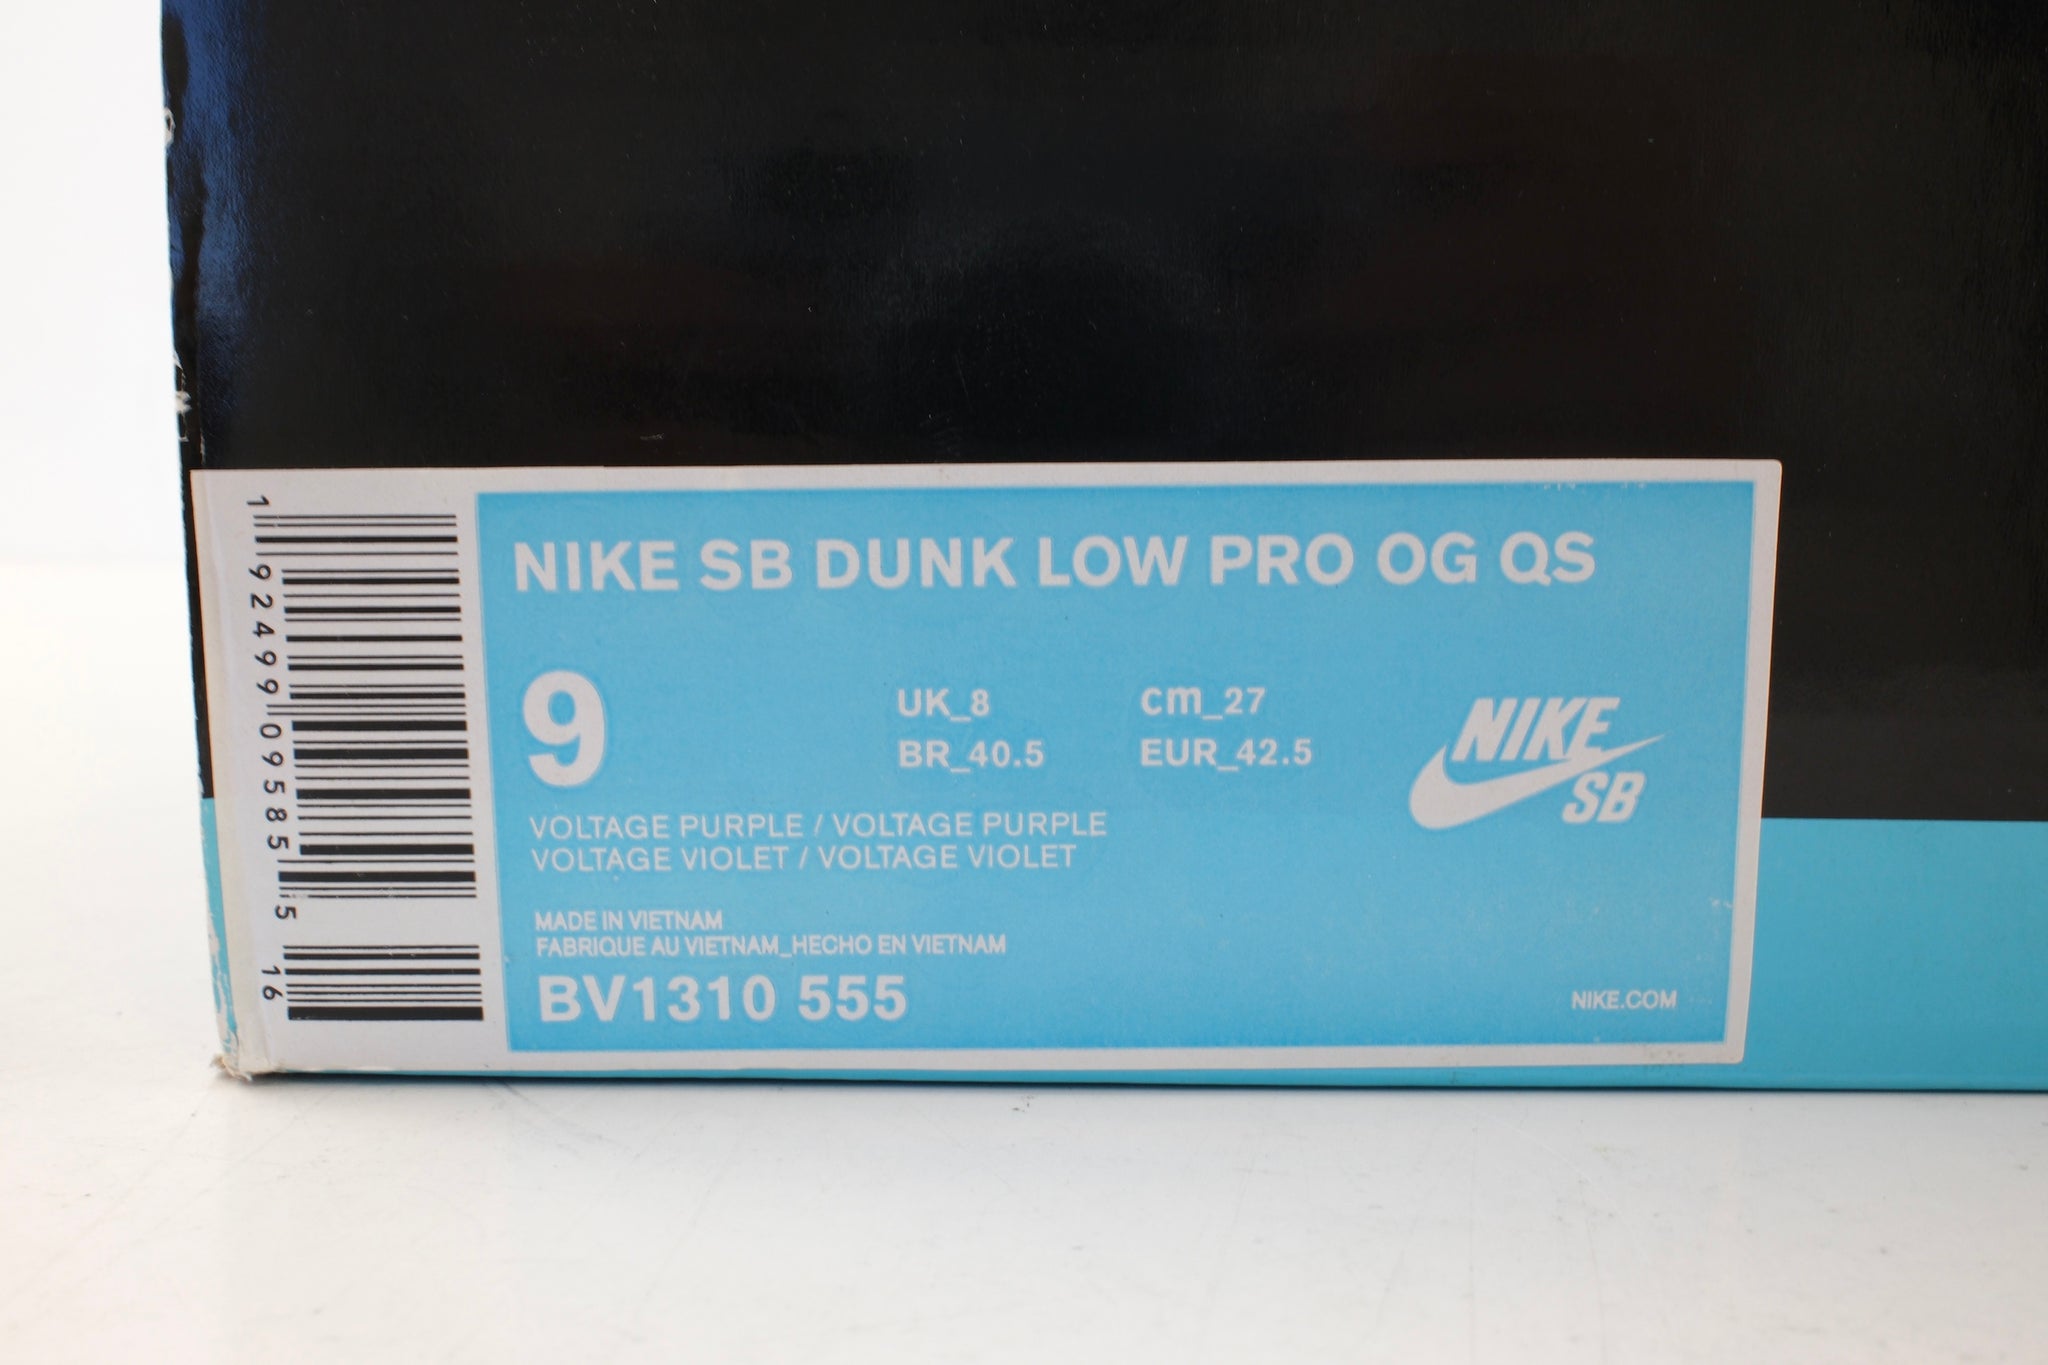 NIKE SB DUNK LOW PRO OG QS
9
UK_8
cm_27
BR_40.5
EUR_42.5
NIKE
SB
VOLTAGE PURPLE / VOLTAGE PURPLE
VOLTAGE VIOLET / VOLTAGE VIOLET
MADE IN VIETNAM
FABRIQUE AU VIETNAM_HECHO EN VIETNAM
BV1310 555
NIKE.COM
1 92499 09585 5
16